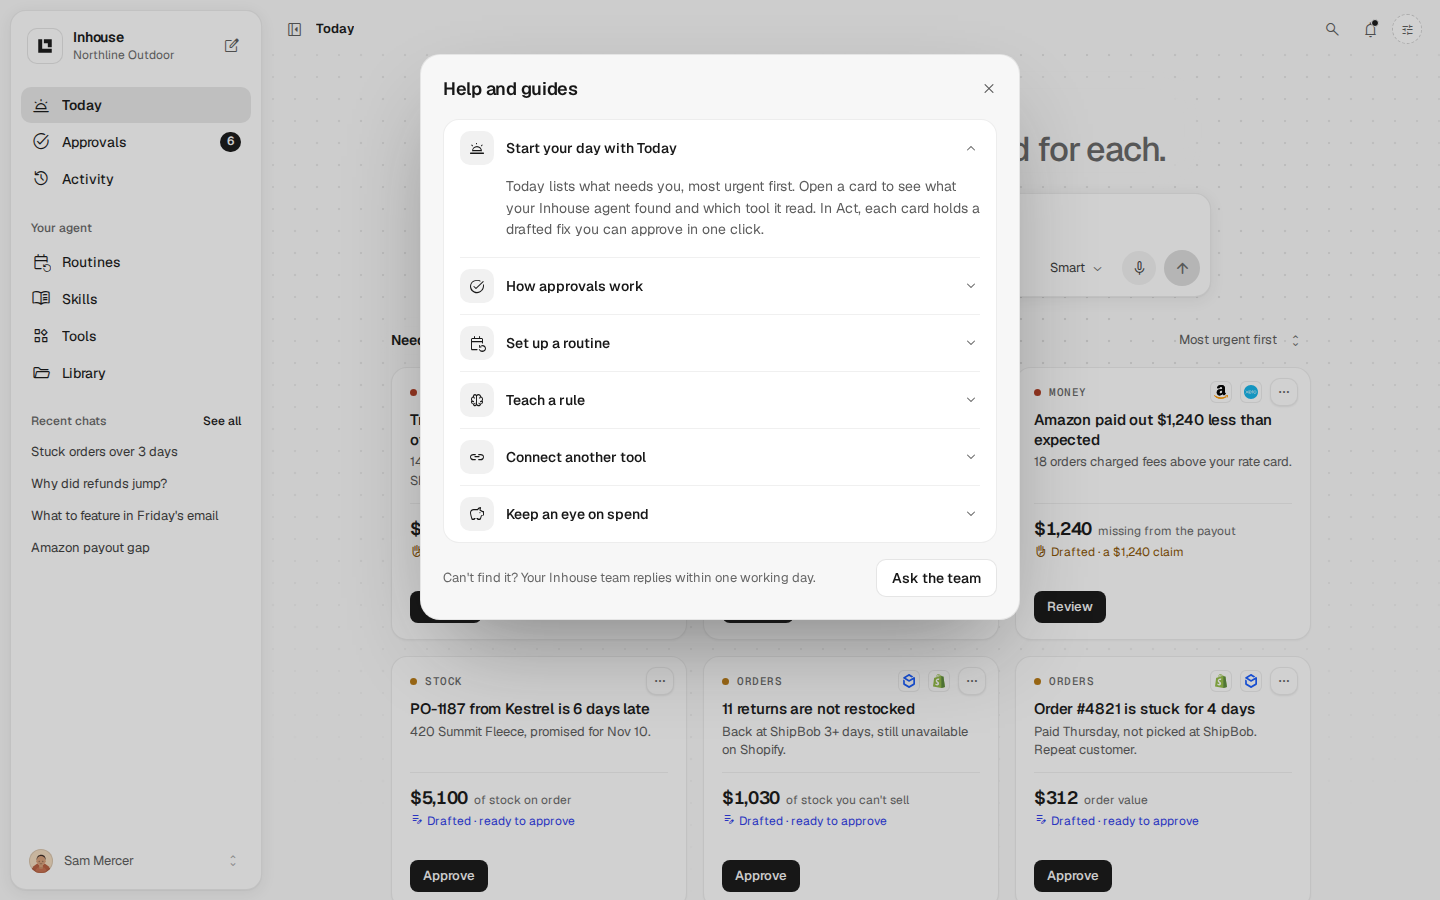 Inhouse
Northline Outdoor
Today
Approvals
6
Activity
Your agent
Routines
Skills
Tools
Library
Recent chats
See all
Stuck orders over 3 days
Why did refunds jump?
What to feature in Friday's email
Amazon payout gap
Sam Mercer
Today
for each.
Smart
Most urgent first
Help and guides
Start your day with Today
Today lists what needs you, most urgent first. Open a card to see what
your Inhouse agent found and which tool it read. In Act, each card holds a
drafted fix you can approve in one click.
How approvals work
Set up a routine
Teach a rule
Connect another tool
Keep an eye on spend
Can't find it? Your Inhouse team replies within one working day.
Ask the team
MONEY
Amazon paid out $1,240 less than
expected
18 orders charged fees above your rate card.
$1,240 missing from the payout
Drafted · a $1,240 claim
Review
STOCK
PO-1187 from Kestrel is 6 days late
420 Summit Fleece, promised for Nov 10.
$5,100 of stock on order
Drafted · ready to approve
Approve
ORDERS
11 returns are not restocked
Back at ShipBob 3+ days, still unavailable
on Shopify.
$1,030 of stock you can't sell
Drafted · ready to approve
Approve
ORDERS
Order #4821 is stuck for 4 days
Paid Thursday, not picked at ShipBob.
Repeat customer.
$312 order value
Drafted · ready to approve
Approve